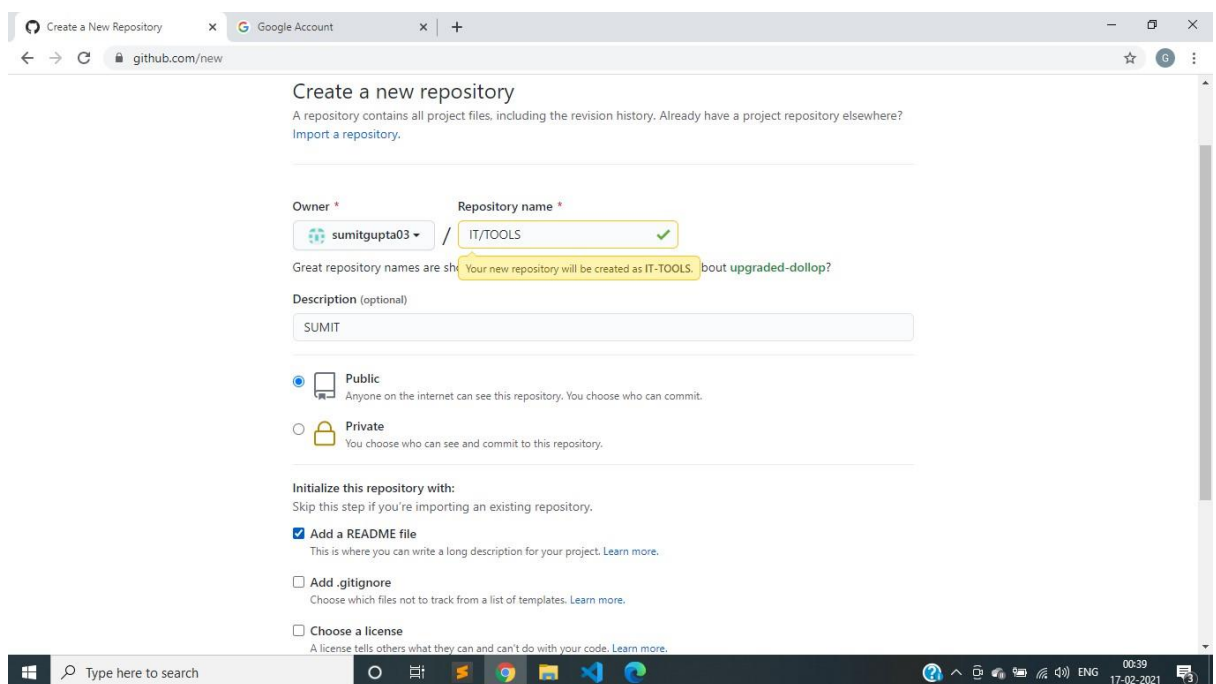 Create a New Repository
Google Account
github.com/new
G
Create a new repository
A repository contains all project files, including the revision history. Already have a project repository elsewhere?
Import a repository.
Owner * Repository name *
sumitgupta03 / IT/TOOLS
Great repository names are sh Your new repository will be created as IT-TOOLS. bout upgraded-dollop?
Description (optional)
SUMIT
Public
Anyone on the internet can see this repository. You choose who can commit.
Private
You choose who can see and commit to this repository.
Initialize this repository with:
Skip this step if you're importing an existing repository.
Add a README file
This is where you can write a long description for your project. Learn more.
Add .gitignore
Choose which files not to track from a list of templates. Learn more.
Choose a license
A license tells others what they can and can't do with your code. Learn more.
Type here to search
ENG
00:39
17-02-2021
3